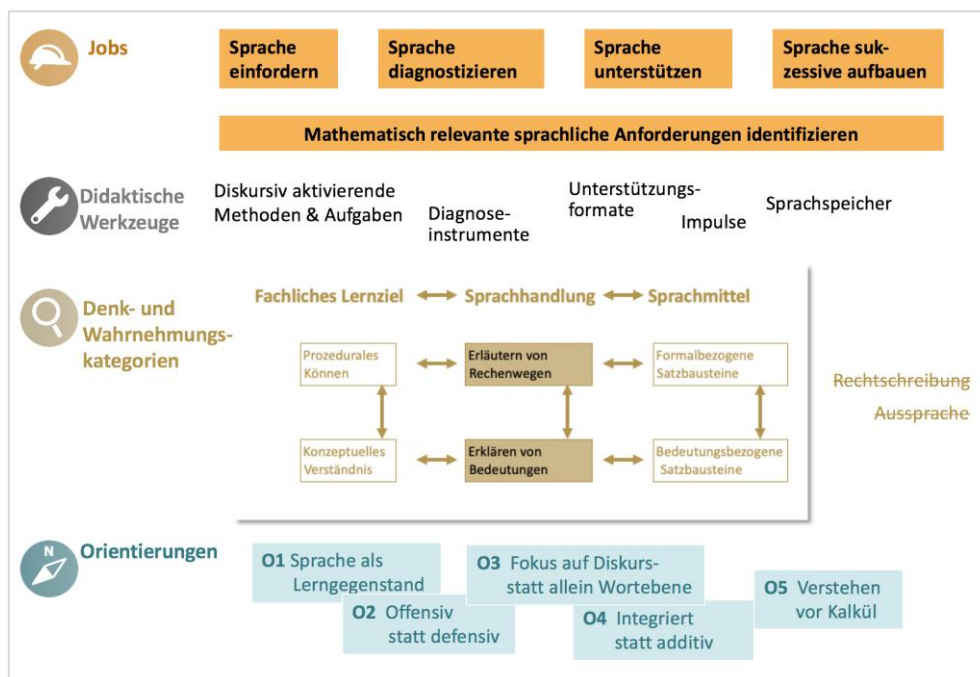 Jobs
Sprache
einfordern
Sprache
diagnostizieren
Sprache
unterstützen
Sprache suk-
zessive aufbauen
Mathematisch relevante sprachliche Anforderungen identifizieren
Didaktische
Werkzeuge
Diskursiv aktivierende
Methoden & Aufgaben
Diagnose-
instrumente
Unterstützungs-
formate
Impulse
Sprachspeicher
Denk- und
Wahrnehmungs-
kategorien
Fachliches Lernziel
Sprachhandlung
Sprachmittel
Prozedurales
Können
Erläutern von
Rechenwegen
Formalbezogene
Satzbausteine
Konzeptuelles
Verständnis
Erklären von
Bedeutungen
Bedeutungsbezogene
Satzbausteine
Rechtschreibung
Aussprache
N
Orientierungen
O1 Sprache als
Lerngegenstand
O2 Offensiv
statt defensiv
O3 Fokus auf Diskurs-
statt allein Wortebene
O4 Integriert
statt additiv
O5 Verstehen
vor Kalkül